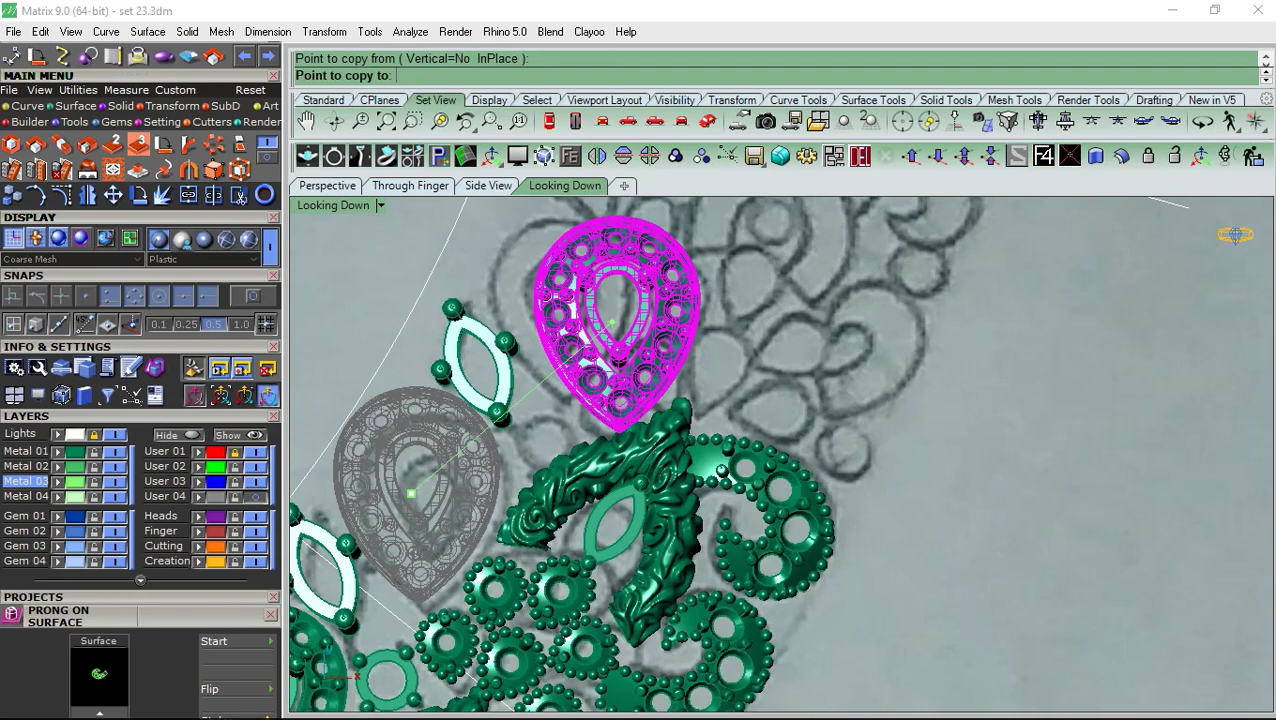 Matrix 9.0 (64-bit) - set 23.3dm
File Edit View Curve Surface Solid Mesh Dimension Transform Tools Analyze Render Rhino 5.0 Blend Clayoo Help
Point to copy from ( Vertical=No InPlace ):
Point to copy to:
MAIN MENU
File View Utilities Measure Custom Reset
Curve Surface Solid Transform SubD Art
Builder Tools Gems Setting Cutters Render
Standard CPlanes Set View Display Select Viewport Layout Visibility Transform Curve Tools Surface Tools Solid Tools Mesh Tools Render Tools Drafting New in V5
Perspective Through Finger Side View Looking Down
Looking Down
DISPLAY
Coarse Mesh Plastic
SNAPS
0.1 0.25 0.5 1.0
INFO & SETTINGS
LAYERS
Lights Hide Show
Metal 01 User 01
Metal 02 User 02
Metal 03 User 03
Metal 04 User 04
Gem 01 Heads
Gem 02 Finger
Gem 03 Cutting
Gem 04 Creation
PROJECTS
PRONG ON
SURFACE
Surface Start
Flip